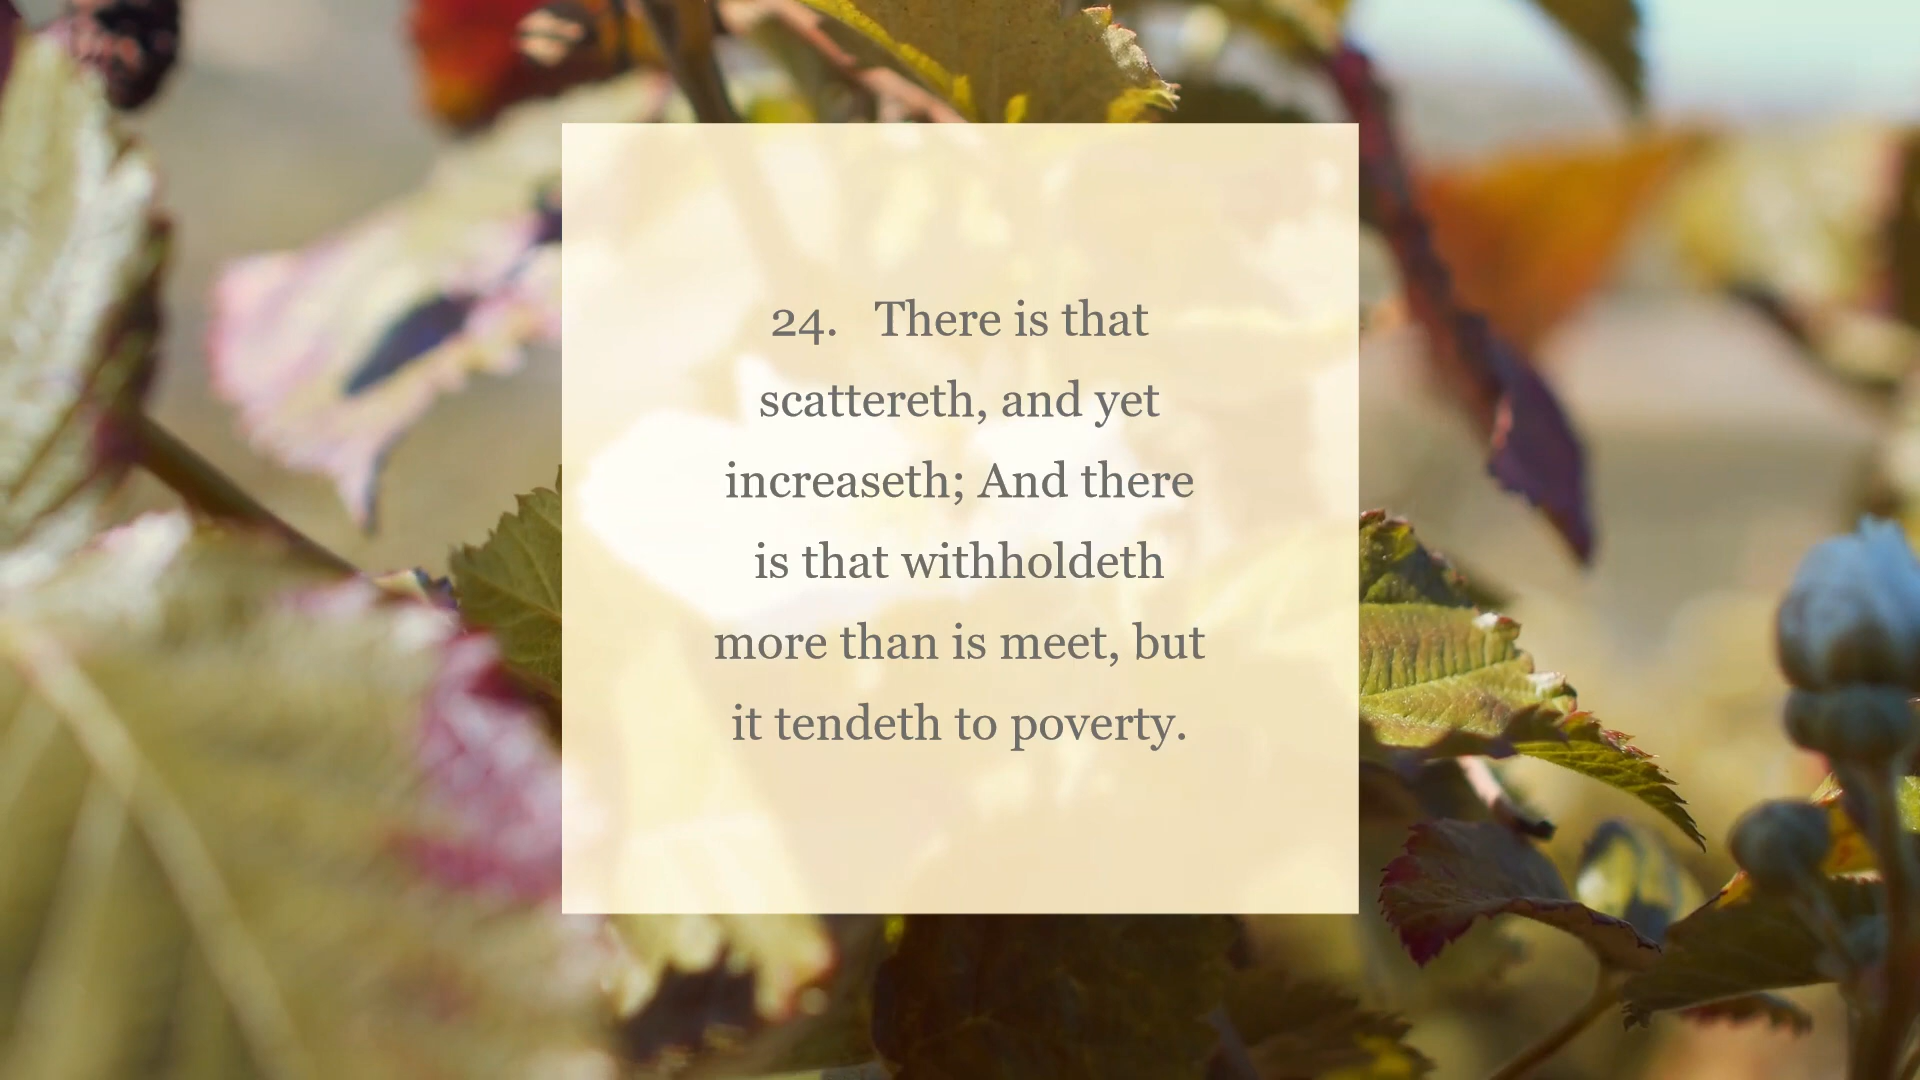 24.   There is that
scattereth, and yet
increaseth; And there
is that withholdeth
more than is meet, but
it tendeth to poverty.